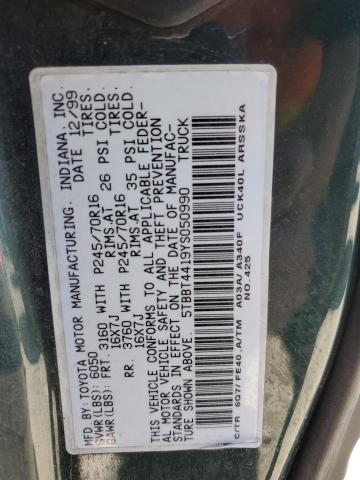 MFD BY: TOYOTA MOTOR MANUFACTURING, INDIANA, INC.
GVWR(LBS) 6050 DATE 12/99
GAWR(LBS): FRT. 3160 WITH P245/70R16 TIRES.
16X7J RIMS.AT 26 PSI COLD.
RR. 3760 WITH P245/70R16 TIRES.
16X7J RIMS.AT 35 PSI COLD.
THIS VEHICLE CONFORMS TO ALL APPLICABLE FEDER-
AL MOTOR VEHICLE SAFETY AND THEFT PREVENTION
STANDARDS IN EFFECT ON THE DATE OF MANUFAC-
TURE SHOWN ABOVE. 5TBBT4419YS050990 TRUCK
C/TR 6Q7/ FE40.A/TM A03A/A340F UCK40L ARSSKA
NO.425